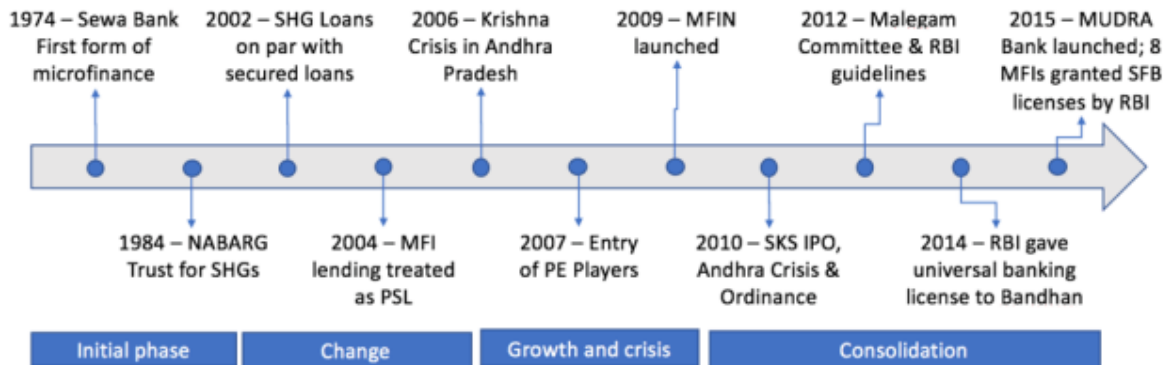 1974 – Sewa Bank
First form of
microfinance
2002 – SHG Loans
on par with
secured loans
2006 – Krishna
Crisis in Andhra
Pradesh
2009 – MFIN
launched
2012 – Malegam
Committee & RBI
guidelines
2015 – MUDRA
Bank launched; 8
MFIs granted SFB
licenses by RBI
1984 – NABARG
Trust for SHGs
2004 – MFI
lending treated
as PSL
2007 – Entry
of PE Players
2010 – SKS IPO,
Andhra Crisis &
Ordinance
2014 – RBI gave
universal banking
license to Bandhan
Initial phase
Change
Growth and crisis
Consolidation